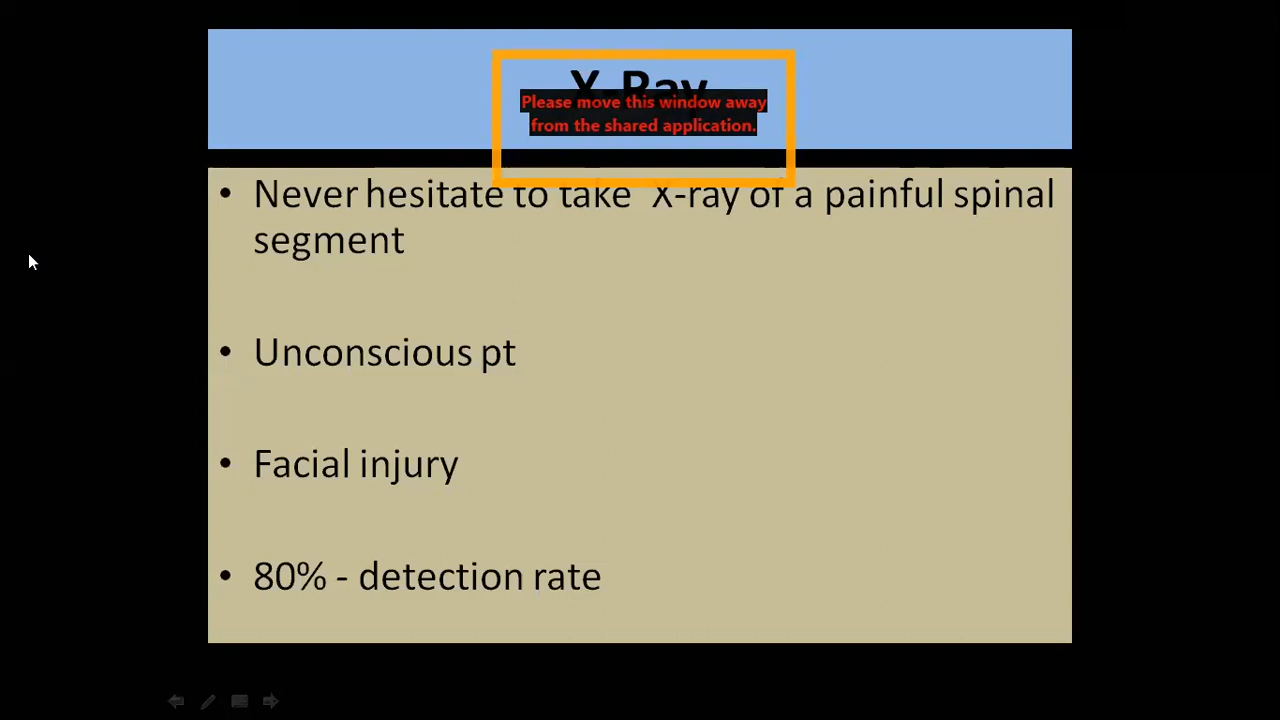 X-Ray
Please move this window away
from the shared application.
• Never hesitate to take X-ray of a painful spinal
segment
• Unconscious pt
• Facial injury
• 80% - detection rate